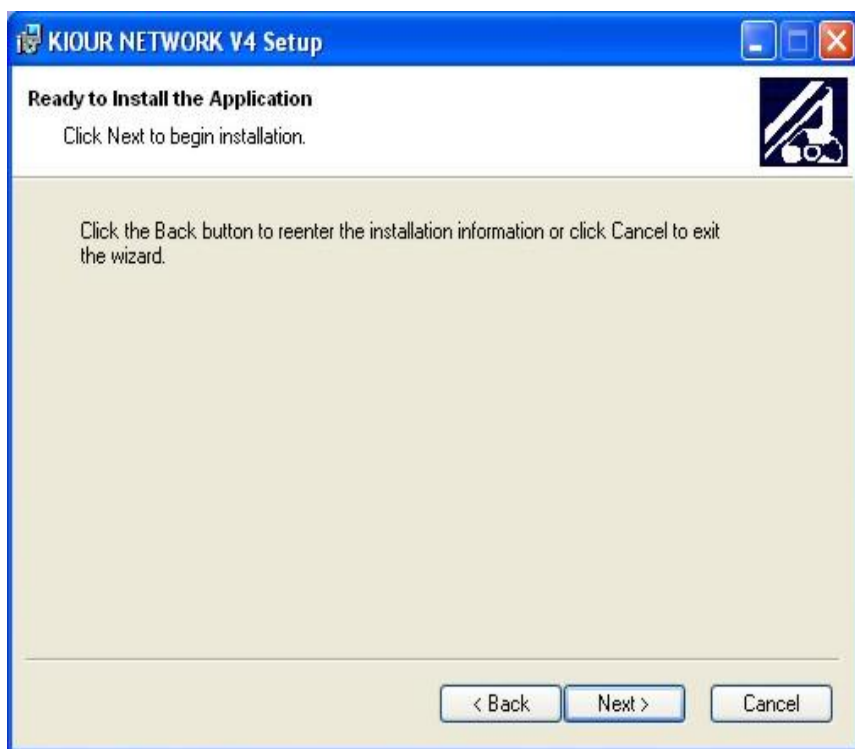 KIOUR NETWORK V4 Setup
Ready to Install the Application
Click Next to begin installation.
Click the Back button to reenter the installation information or click Cancel to exit
the wizard.
< Back
Next >
Cancel